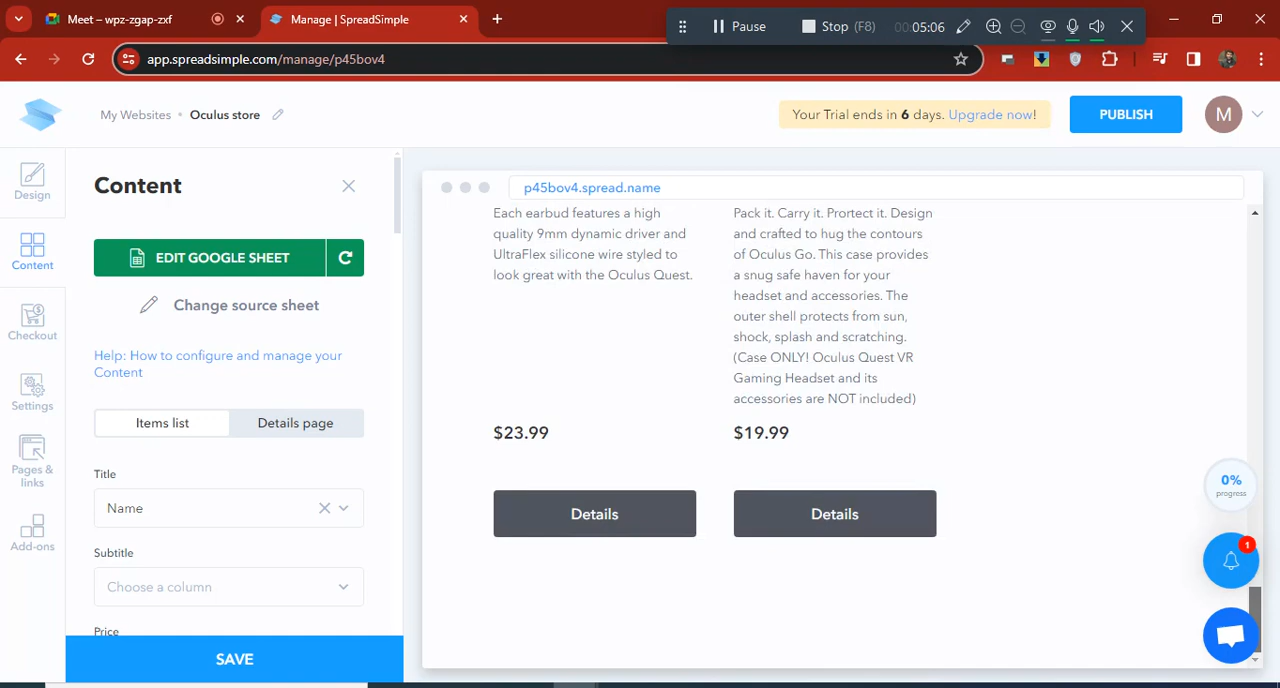 Meet – wpz-zgap-zxf
Manage | SpreadSimple
Pause
Stop (F8)
00:05:06
app.spreadsimple.com/manage/p45bov4
My Websites • Oculus store
Your Trial ends in 6 days. Upgrade now!
PUBLISH
M
Design
Content
Checkout
Settings
Pages &
links
Add-ons
Content
EDIT GOOGLE SHEET
Change source sheet
Help: How to configure and manage your
Content
Items list
Details page
Title
Name
Subtitle
Choose a column
Price
SAVE
p45bov4.spread.name
Each earbud features a high
quality 9mm dynamic driver and
UltraFlex silicone wire styled to
look great with the Oculus Quest.
$23.99
Details
Pack it. Carry it. Prortect it. Design
and crafted to hug the contours
of Oculus Go. This case provides
a snug safe haven for your
headset and accessories. The
outer shell protects from sun,
shock, splash and scratching.
(Case ONLY! Oculus Quest VR
Gaming Headset and its
accessories are NOT included)
$19.99
Details
0%
progress
1